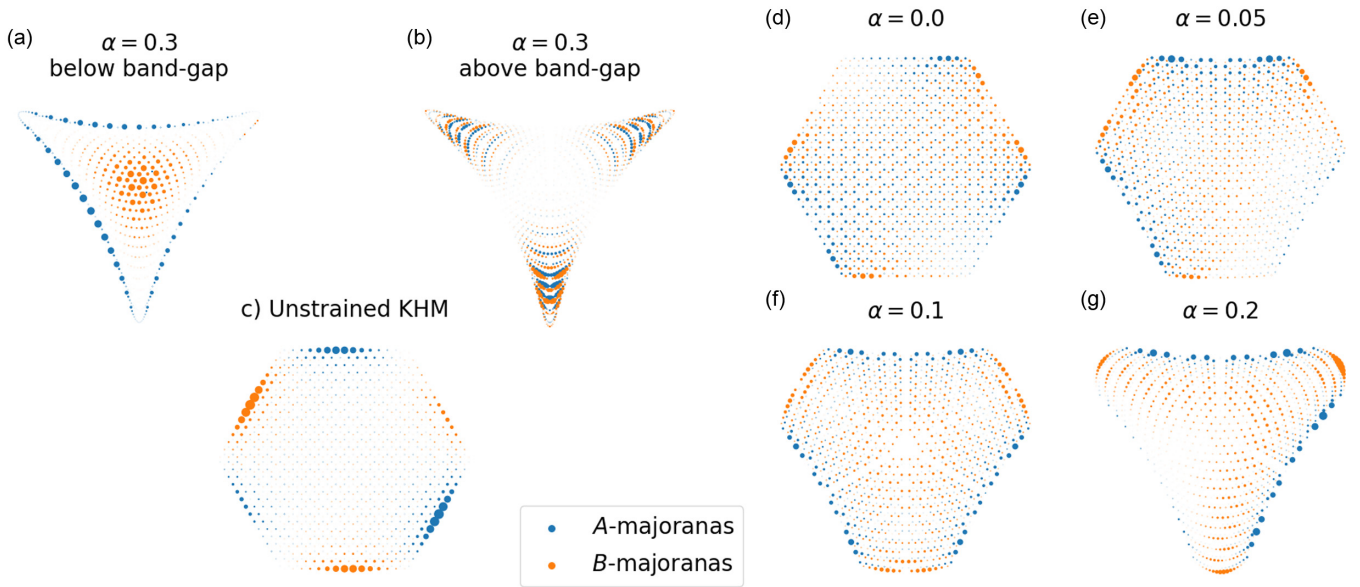 (a)
α = 0.3
below band-gap
(b)
α = 0.3
above band-gap
c) Unstrained KHM
A-majoranas
B-majoranas
(d)
α = 0.0
(e)
α = 0.05
(f)
α = 0.1
(g)
α = 0.2